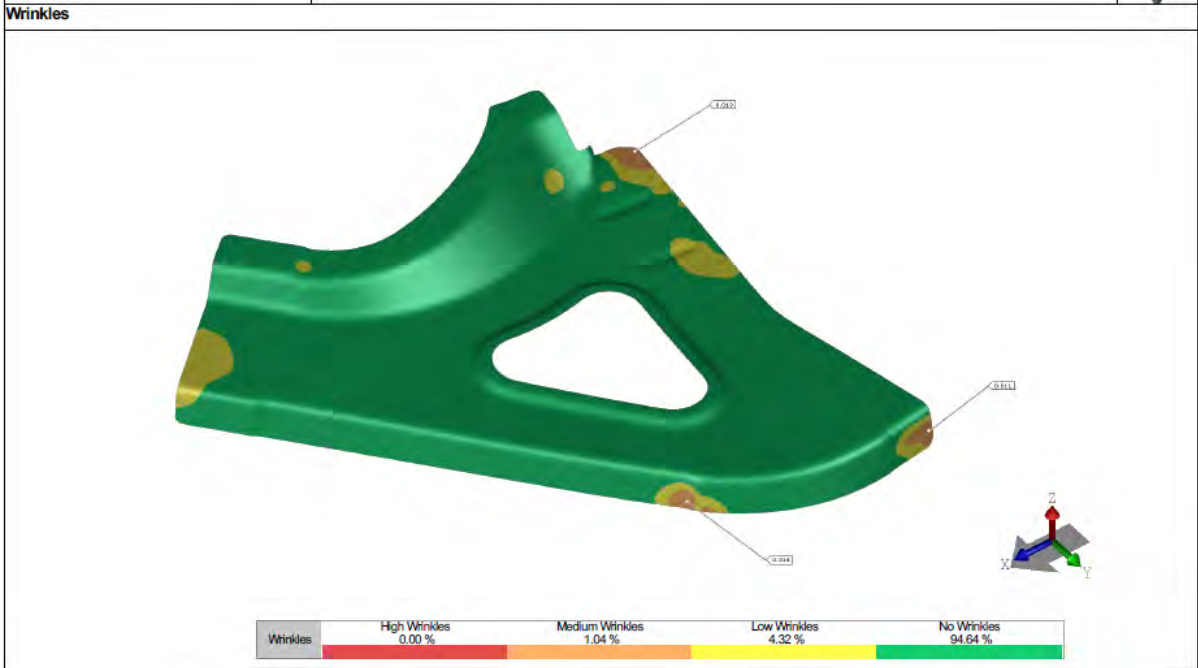 Wrinkles
Z
X
Y
Wrinkles
High Wrinkles
0.00 %
Medium Wrinkles
1.04 %
Low Wrinkles
4.32 %
No Wrinkles
94.64 %